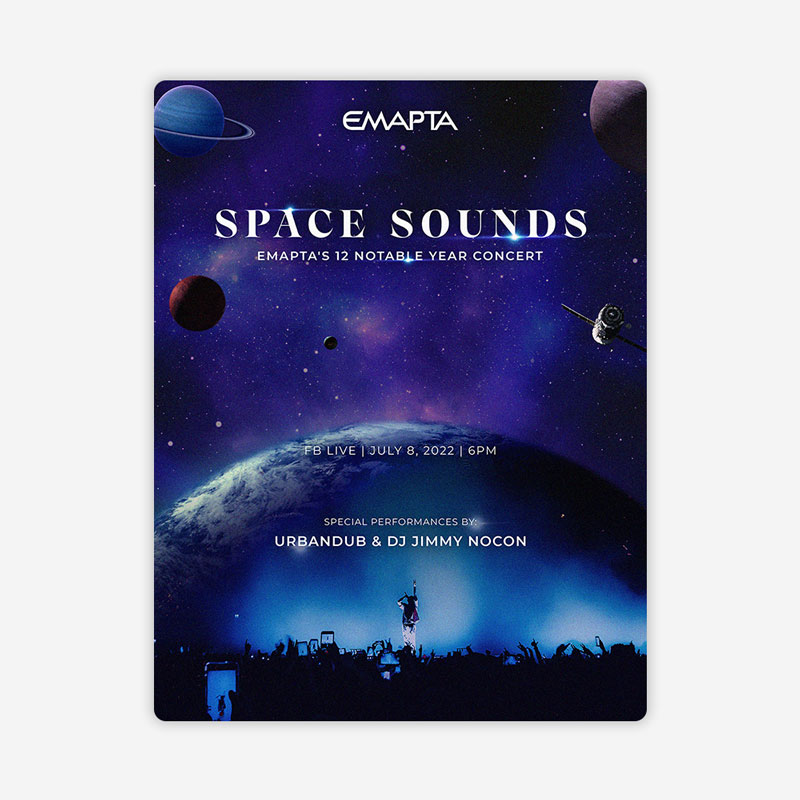 EMAPTA
SPACE SOUNDS
EMAPTA'S 12 NOTABLE YEAR CONCERT
FB LIVE | JULY 8, 2022 | 6PM
SPECIAL PERFORMANCES BY:
URBANDUB & DJ JIMMY NOCON